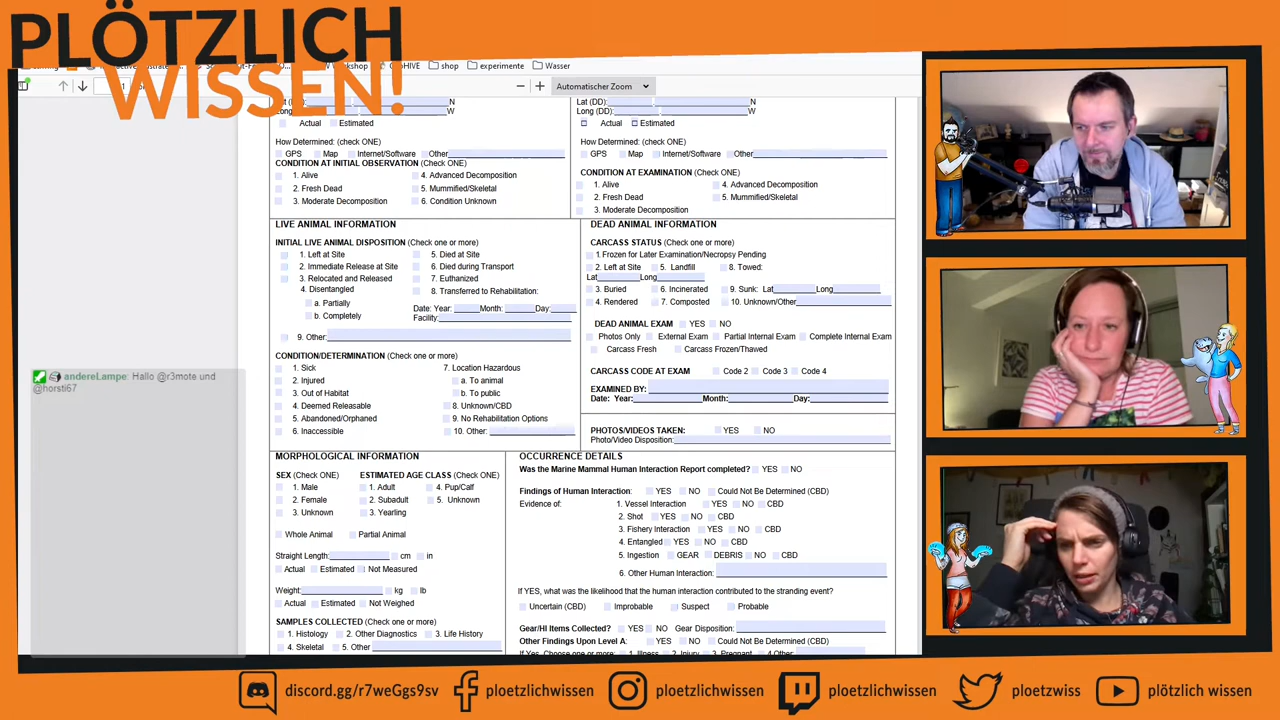 PLÖTZLICH
WISSEN!
shop
experimente
Wasser
Automatischer Zoom
N
Long
W
Actual Estimated
How Determined: (check ONE)
GPS Map Internet/Software Other
CONDITION AT INITIAL OBSERVATION (Check ONE)
1. Alive 4. Advanced Decomposition
2. Fresh Dead 5. Mummified/Skeletal
3. Moderate Decomposition 6. Condition Unknown
Lat (DD): N
Long (DD): W
Actual Estimated
How Determined: (check ONE)
GPS Map Internet/Software Other
CONDITION AT EXAMINATION (Check ONE)
1. Alive 4. Advanced Decomposition
2. Fresh Dead 5. Mummified/Skeletal
3. Moderate Decomposition
LIVE ANIMAL INFORMATION
INITIAL LIVE ANIMAL DISPOSITION (Check one or more)
1. Left at Site 5. Died at Site
2. Immediate Release at Site 6. Died during Transport
3. Relocated and Released 7. Euthanized
4. Disentangled 8. Transferred to Rehabilitation:
a. Partially Date: Year: Month: Day:
b. Completely Facility:
9. Other:
CONDITION/DETERMINATION (Check one or more)
1. Sick 7. Location Hazardous
2. Injured a. To animal
3. Out of Habitat b. To public
4. Deemed Releasable 8. Unknown/CBD
5. Abandoned/Orphaned 9. No Rehabilitation Options
6. Inaccessible 10. Other:
DEAD ANIMAL INFORMATION
CARCASS STATUS (Check one or more)
1. Frozen for Later Examination/Necropsy Pending
2. Left at Site 5. Landfill 8. Towed:
Lat Long
3. Buried 6. Incinerated 9. Sunk: Lat Long
4. Rendered 7. Composted 10. Unknown/Other
DEAD ANIMAL EXAM YES NO
Photos Only External Exam Partial Internal Exam Complete Internal Exam
Carcass Fresh Carcass Frozen/Thawed
CARCASS CODE AT EXAM Code 2 Code 3 Code 4
EXAMINED BY:
Date: Year: Month: Day:
PHOTOS/VIDEOS TAKEN: YES NO
Photo/Video Disposition:
andereLampe: Hallo @r3mote und
@horsti67
MORPHOLOGICAL INFORMATION
SEX (Check ONE) ESTIMATED AGE CLASS (Check ONE)
1. Male 1. Adult 4. Pup/Calf
2. Female 2. Subadult 5. Unknown
3. Unknown 3. Yearling
Whole Animal Partial Animal
Straight Length: cm in
Actual Estimated Not Measured
Weight: kg lb
Actual Estimated Not Weighed
SAMPLES COLLECTED (Check ONE)
1. Histology 2. Other Diagnostics 3. Life History
4. Skeletal 5. Other
OCCURRENCE DETAILS
Was the Marine Mammal Human Interaction Report completed? YES NO
Findings of Human Interaction: YES NO Could Not Be Determined (CBD)
Evidence of: 1. Vessel Interaction YES NO CBD
2. Shot YES NO CBD
3. Fishery Interaction YES NO CBD
4. Entangled YES NO CBD
5. Ingestion GEAR DEBRIS NO CBD
6. Other Human Interaction:
If YES, what was the likelihood that the human interaction contributed to the stranding event?
Uncertain (CBD) Improbable Suspect Probable
Gear/HI Items Collected? YES NO Gear Disposition:
Other Findings Upon Level A: YES NO Could Not Be Determined (CBD)
If Yes, Choose one or more: 1. Illness 2. Injury 3. Pregnant 4. Other:
discord.gg/r7weGgs9sv ploetzlichwissen ploetzlichwissen ploetzlichwissen ploetzwiss plötzlich wissen